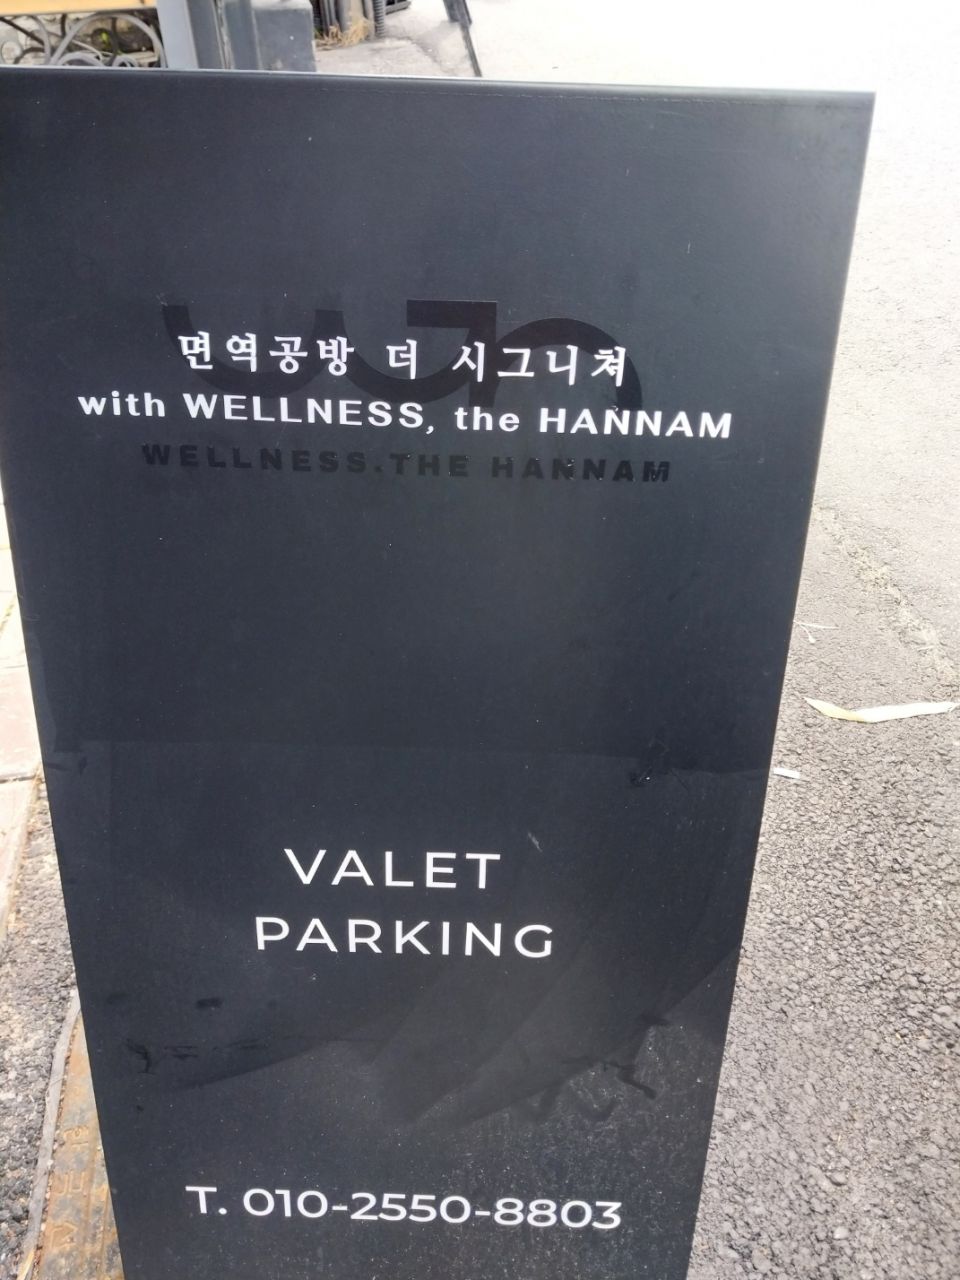 면역공방 더 시그니쳐
with WELLNESS, the HANNAM
WELLNESS.THE HANNAM
VALET
PARKING
T. 010-2550-8803